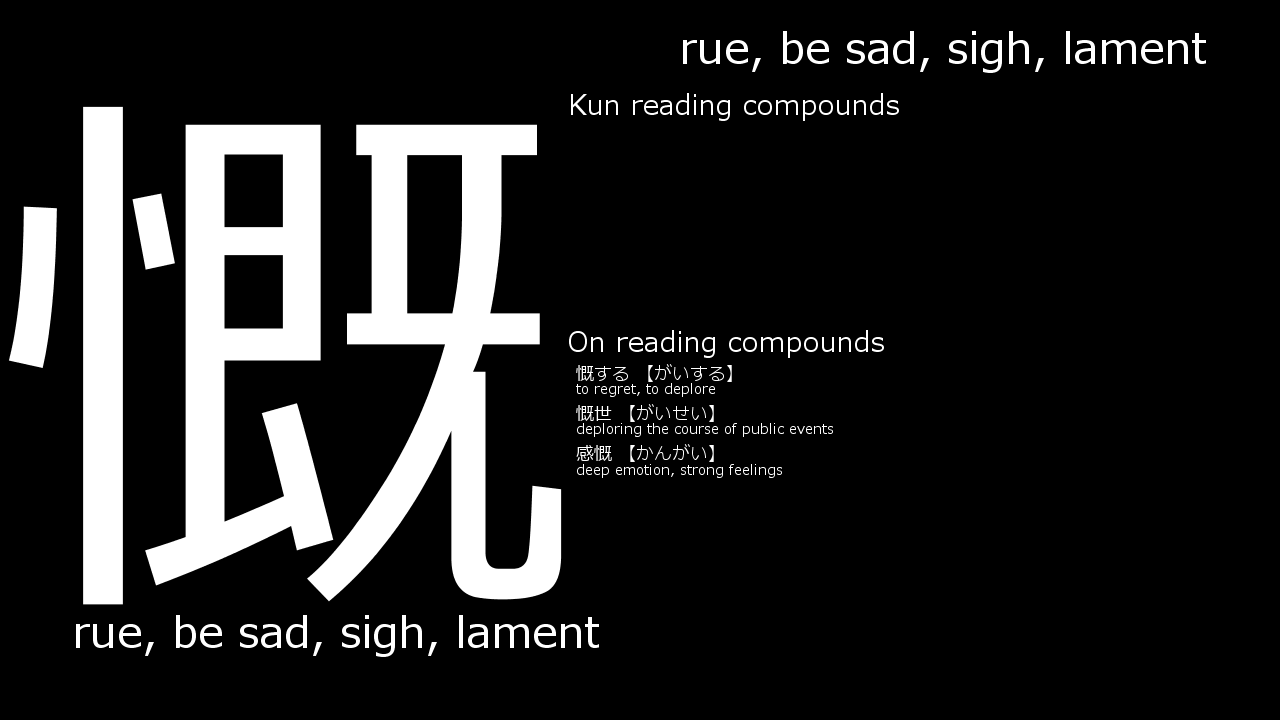 rue, be sad, sigh, lament
慨
Kun reading compounds
On reading compounds
慨する 【がいする】
to regret, to deplore
慨世 【がいせい】
deploring the course of public events
感慨 【かんがい】
deep emotion, strong feelings
rue, be sad, sigh, lament